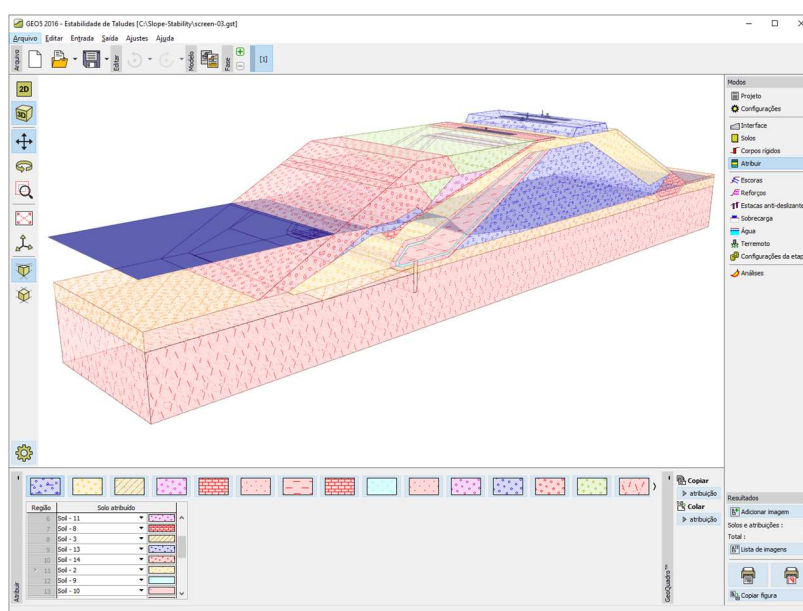 GEO5 2016 - Estabilidade de Taludes [C:\Slope-Stability\screen-03.gst]
Arquivo Editar Entrada Saída Ajustes Ajuda
Arquivo
Editar
Modelo
Fase
[1]
2D
3D
Modos
Projeto
Configurações
Interface
Solos
Corpos rígidos
Atribuir
Escoras
Reforços
Estacas anti-deslizante
Sobrecarga
Água
Terremoto
Configurações da etap
Análises
Região Solo atribuído
6 Soil - 11
7 Soil - 8
8 Soil - 3
9 Soil - 13
10 Soil - 14
11 Soil - 2
12 Soil - 9
13 Soil - 10
Atribuir
Copiar
atribuição
Colar
atribuição
GeoQuadro™
Resultados
Adicionar imagem
Solos e atribuições :
Total :
Lista de imagens
Copiar figura